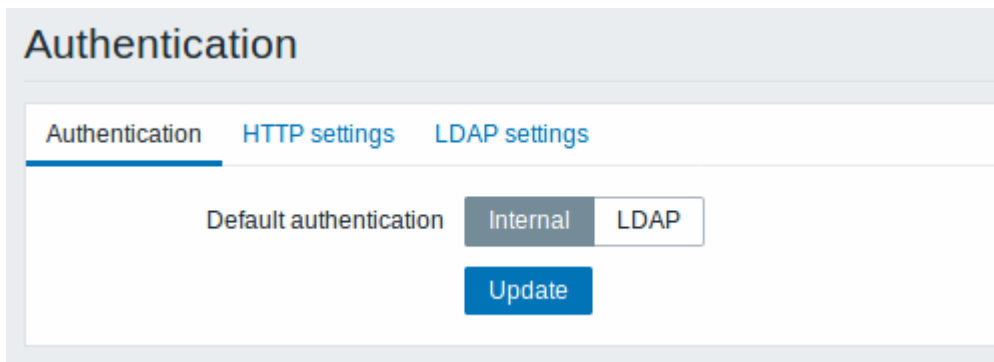 Authentication
Authentication HTTP settings LDAP settings
Default authentication Internal LDAP
Update